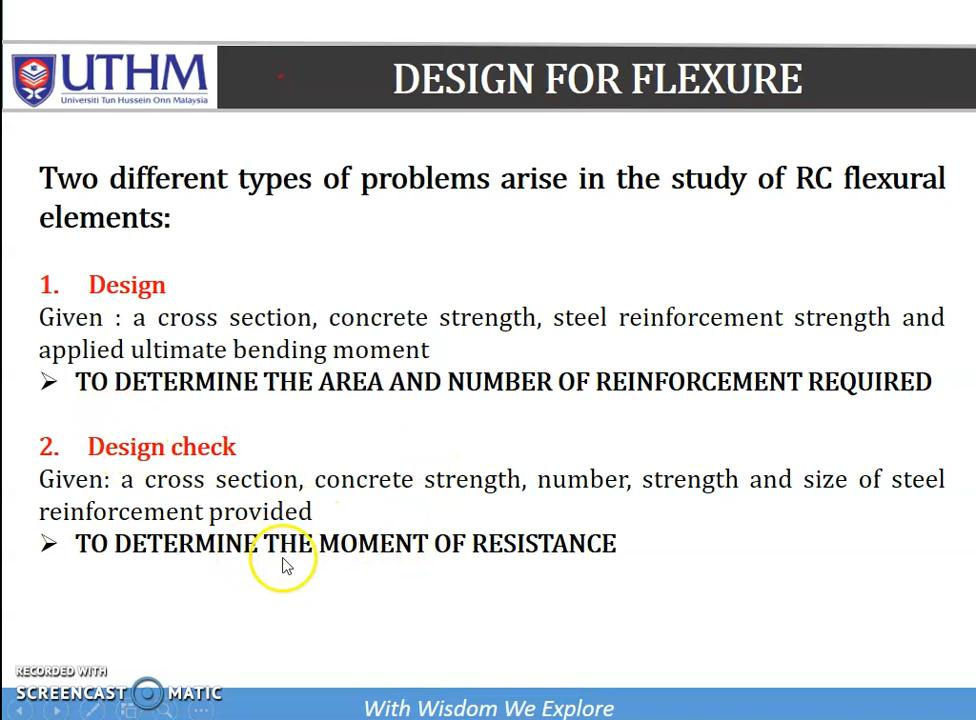 UTHM
Universiti Tun Hussein Onn Malaysia
DESIGN FOR FLEXURE
Two different types of problems arise in the study of RC flexural
elements:
1. Design
Given : a cross section, concrete strength, steel reinforcement strength and
applied ultimate bending moment
➢ TO DETERMINE THE AREA AND NUMBER OF REINFORCEMENT REQUIRED
2. Design check
Given: a cross section, concrete strength, number, strength and size of steel
reinforcement provided
➢ TO DETERMINE THE MOMENT OF RESISTANCE
RECORDED WITH
SCREENCAST MATIC
With Wisdom We Explore